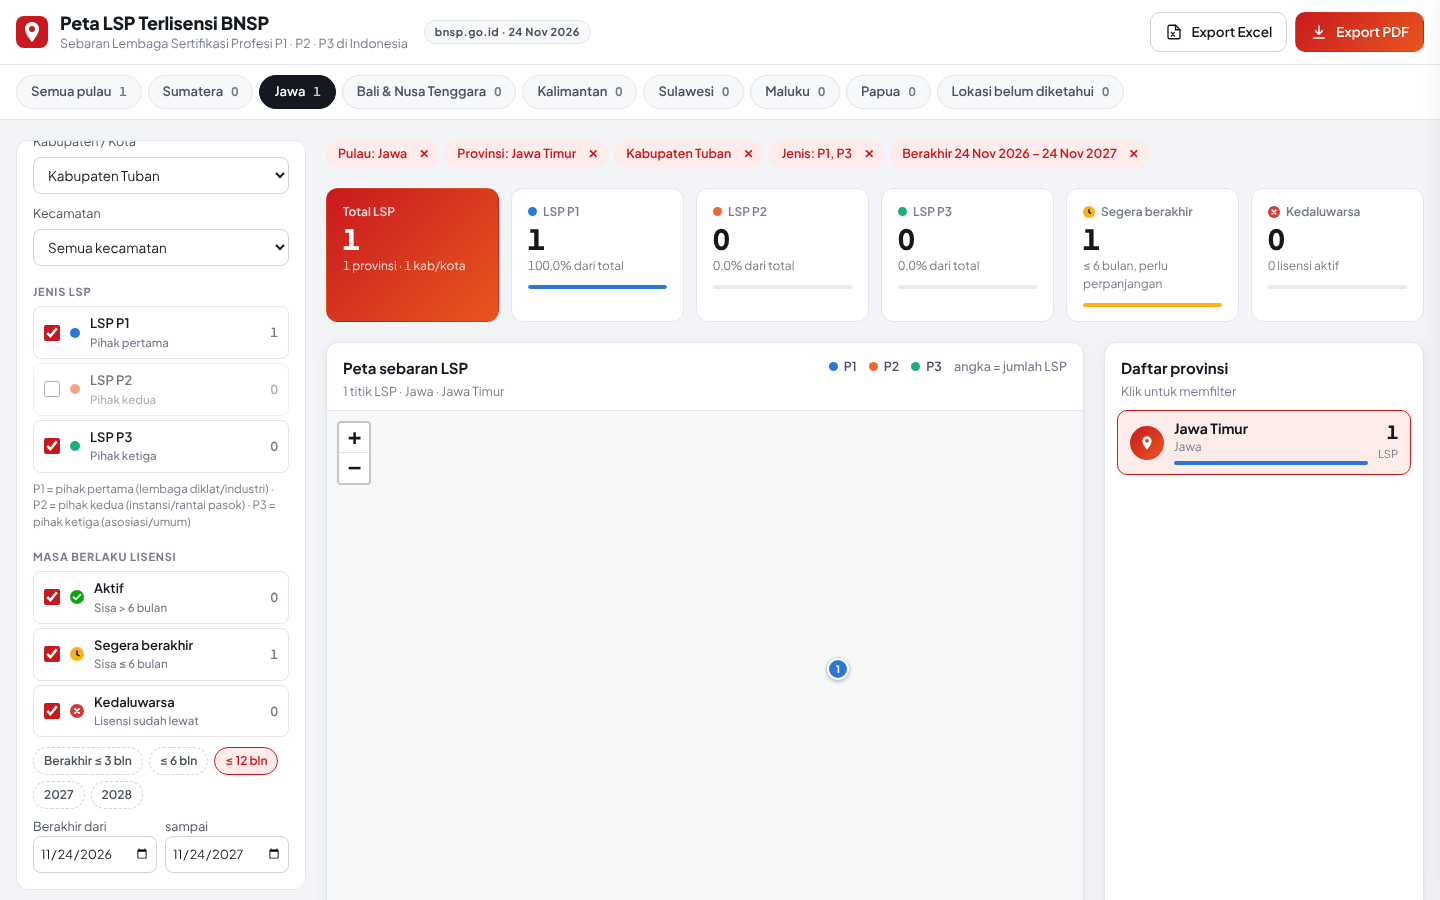 Peta LSP Terlisensi BNSP
Sebaran Lembaga Sertifikasi Profesi P1 · P2 · P3 di Indonesia
bnsp.go.id · 24 Nov 2026
Export Excel
Export PDF
Semua pulau 1
Sumatera 0
Jawa 1
Bali & Nusa Tenggara 0
Kalimantan 0
Sulawesi 0
Maluku 0
Papua 0
Lokasi belum diketahui 0
Kabupaten / Kota
Kabupaten Tuban
Kecamatan
Semua kecamatan
JENIS LSP
LSP P1
Pihak pertama
1
LSP P2
Pihak kedua
0
LSP P3
Pihak ketiga
0
P1 = pihak pertama (lembaga diklat/industri) ·
P2 = pihak kedua (instansi/rantai pasok) · P3 =
pihak ketiga (asosiasi/umum)
MASA BERLAKU LISENSI
Aktif
Sisa > 6 bulan
0
Segera berakhir
Sisa ≤ 6 bulan
1
Kedaluwarsa
Lisensi sudah lewat
0
Berakhir ≤ 3 bln
≤ 6 bln
≤ 12 bln
2027
2028
Berakhir dari
sampai
11/24/2026
11/24/2027
Pulau: Jawa ✕
Provinsi: Jawa Timur ✕
Kabupaten Tuban ✕
Jenis: P1, P3 ✕
Berakhir 24 Nov 2026 – 24 Nov 2027 ✕
Total LSP
1
1 provinsi · 1 kab/kota
LSP P1
1
100,0% dari total
LSP P2
0
0,0% dari total
LSP P3
0
0,0% dari total
Segera berakhir
1
≤ 6 bulan, perlu
perpanjangan
Kedaluwarsa
0
0 lisensi aktif
Peta sebaran LSP
1 titik LSP · Jawa · Jawa Timur
P1
P2
P3
angka = jumlah LSP
+
−
1
Daftar provinsi
Klik untuk memfilter
Jawa Timur
Jawa
1
LSP